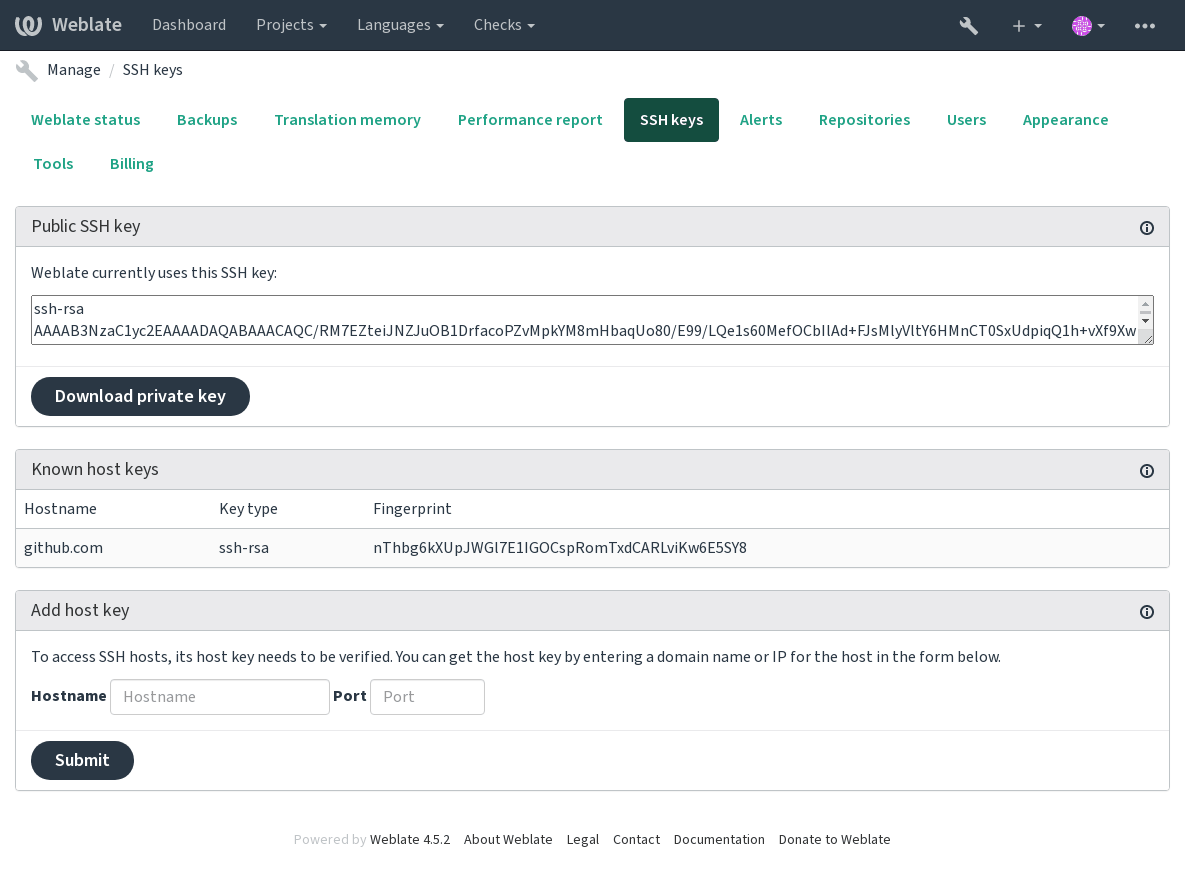 Weblate Dashboard Projects Languages Checks
Manage / SSH keys
Weblate status Backups Translation memory Performance report SSH keys Alerts Repositories Users Appearance
Tools Billing
Public SSH key
Weblate currently uses this SSH key:
ssh-rsa
AAAAB3NzaC1yc2EAAAADAQABAAACAQC/RM7EZteiJNZJuOB1DrfacoPZvMpkYM8mHbaqUo80/E99/LQe1s60MefOCbIlAd+FJsMlyVltY6HMnCT0SxUdpiqQ1h+vXf9Xw
Download private key
Known host keys
Hostname Key type Fingerprint
github.com ssh-rsa nThbg6kXUpJWGl7E1IGOCspRomTxdCARLviKw6E5SY8
Add host key
To access SSH hosts, its host key needs to be verified. You can get the host key by entering a domain name or IP for the host in the form below.
Hostname Hostname Port Port
Submit
Powered by Weblate 4.5.2 About Weblate Legal Contact Documentation Donate to Weblate